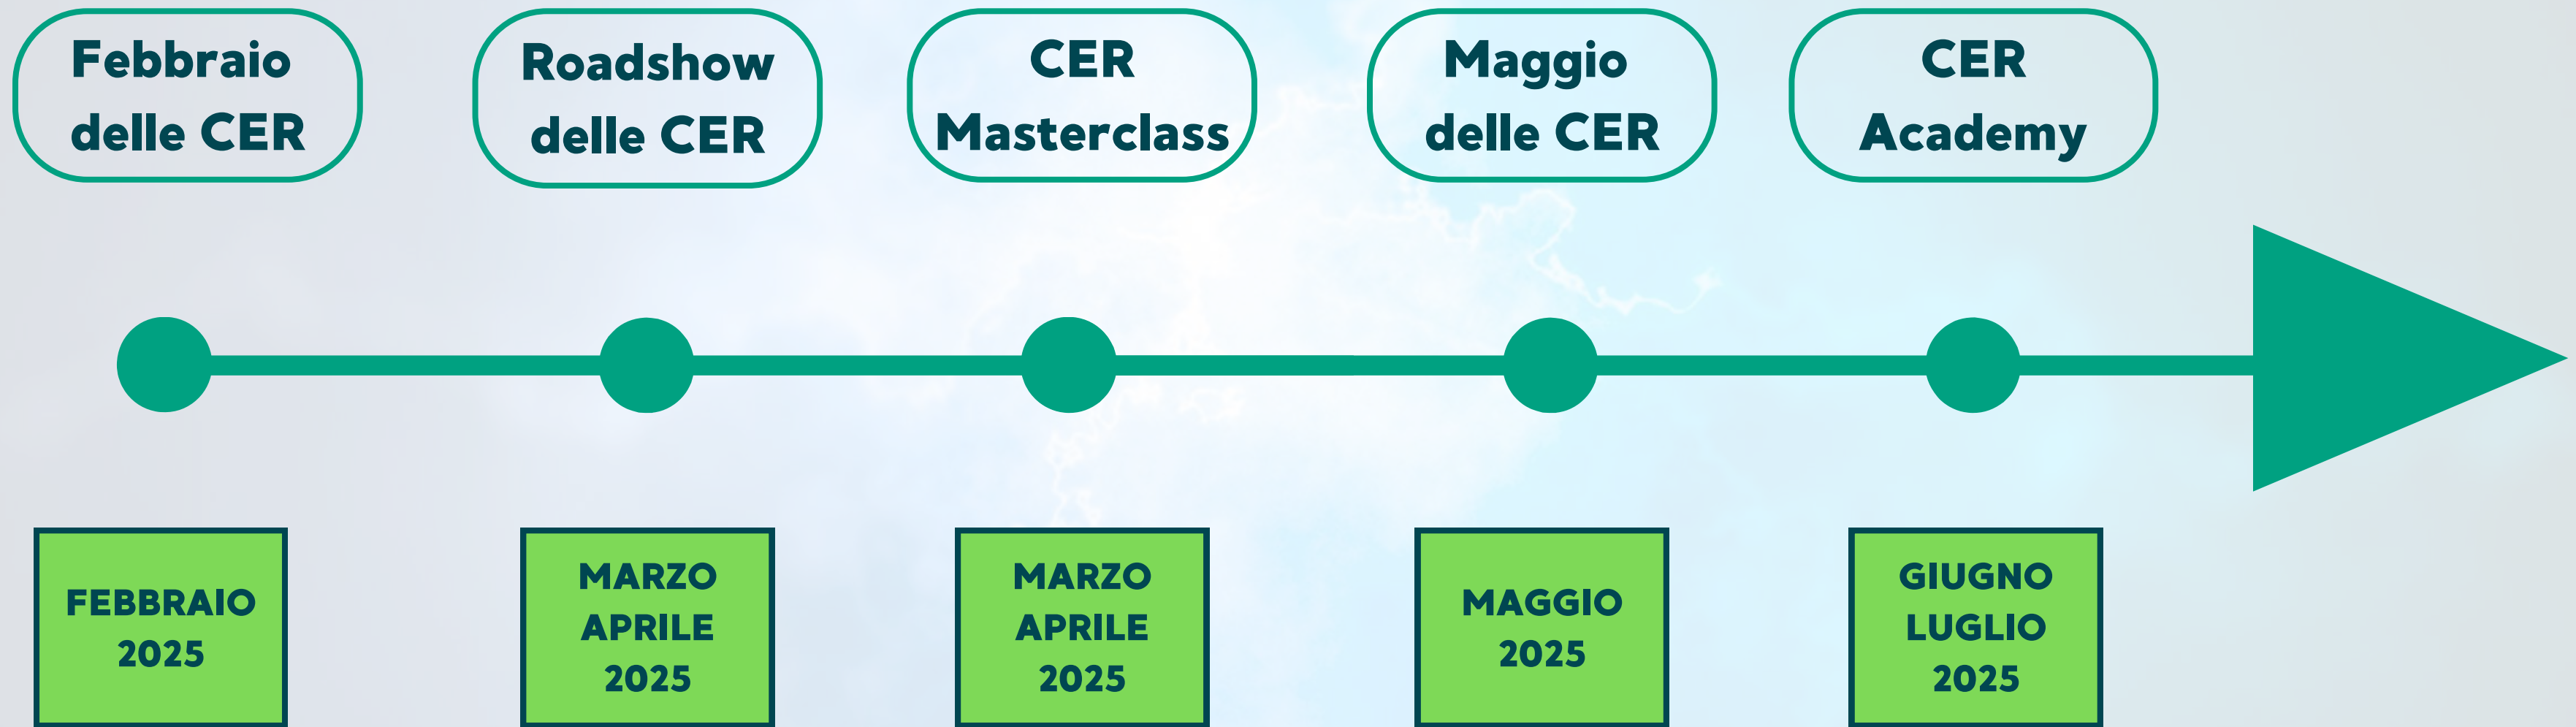 Febbraio
delle CER
Roadshow
delle CER
CER
Masterclass
Maggio
delle CER
CER
Academy
FEBBRAIO
2025
MARZO
APRILE
2025
MARZO
APRILE
2025
MAGGIO
2025
GIUGNO
LUGLIO
2025